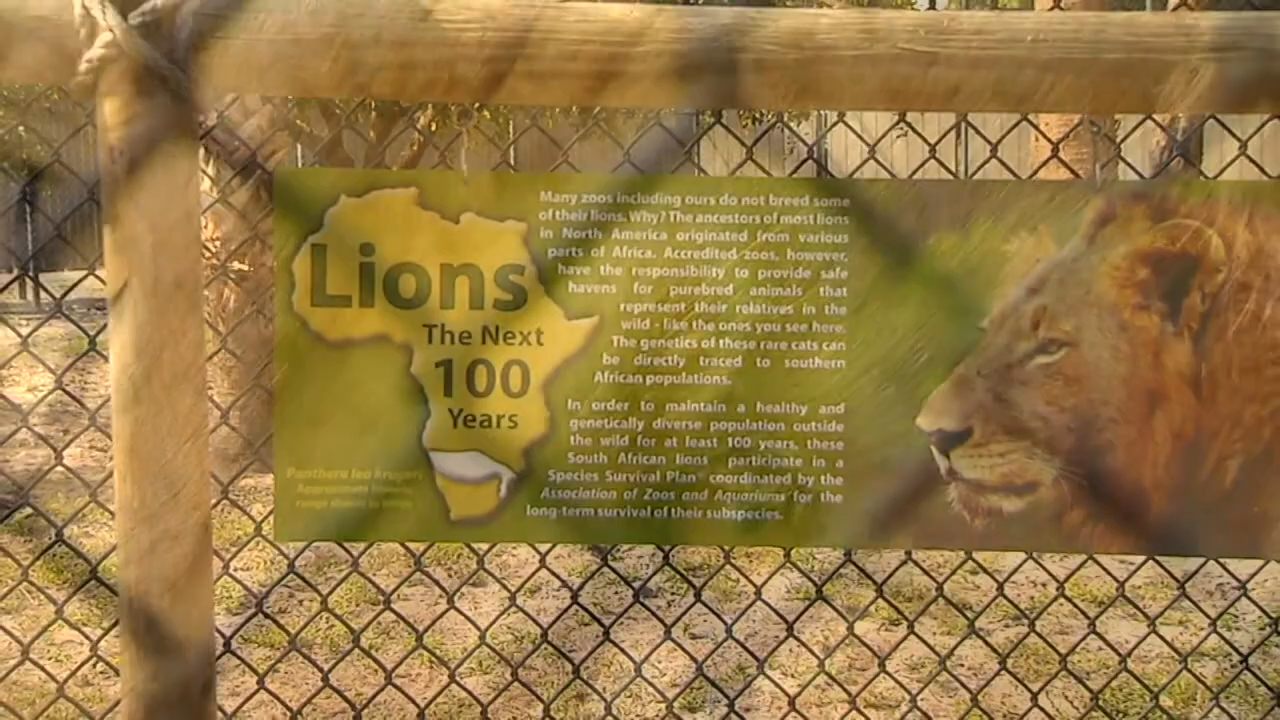 Lions
The Next
100
Years
Many zoos including ours do not breed some
of their lions. Why? The ancestors of most lions
in North America originated from various
parts of Africa. Accredited zoos, however,
have the responsibility to provide safe
havens for purebred animals that
represent their relatives in the
wild - like the ones you see here.
The genetics of these rare cats can
be directly traced to southern
African populations.
In order to maintain a healthy and
genetically diverse population outside
the wild for at least 100 years, these
South African lions participate in a
Species Survival Plan coordinated by the
Association of Zoos and Aquariums for the
long-term survival of their subspecies.
Panthera leo krugeri